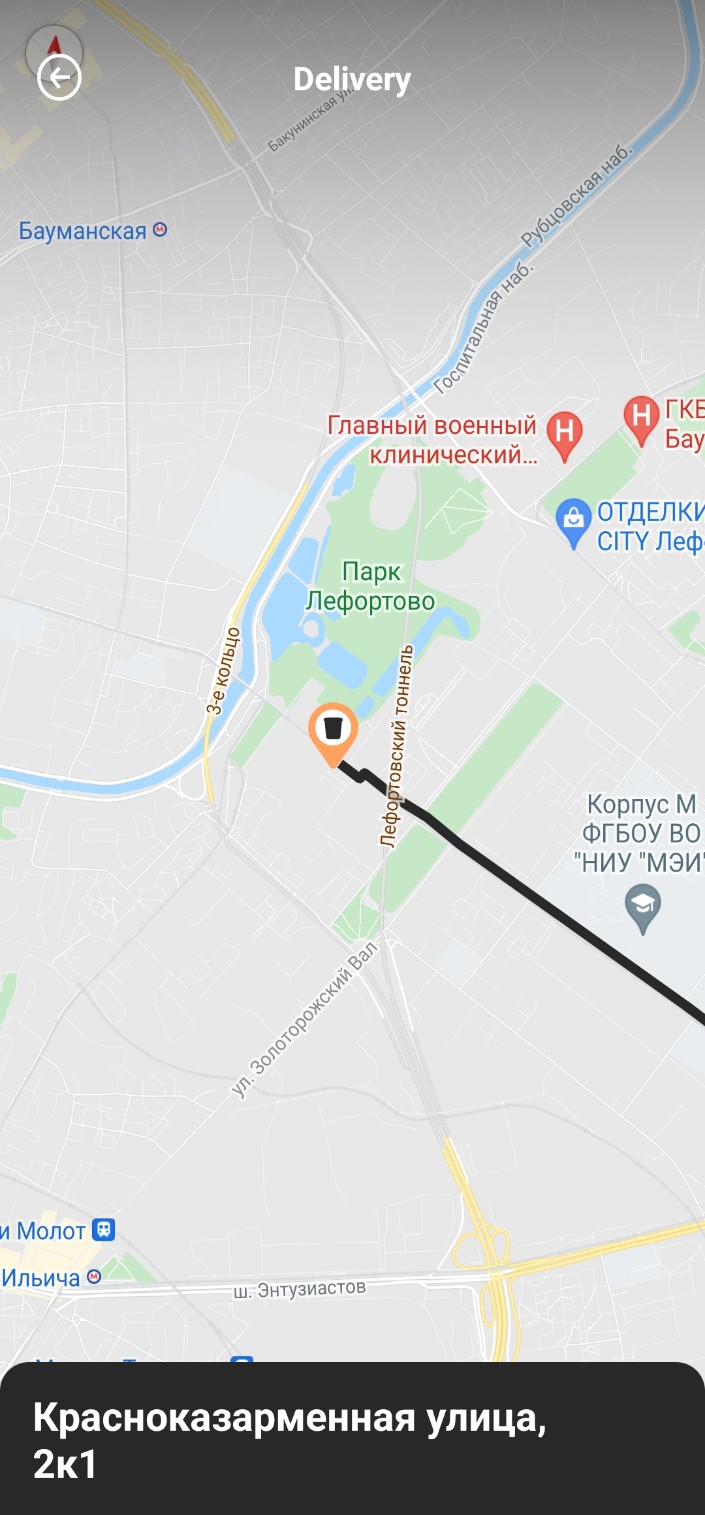 Delivery
Бакунинская ул
Рубцовская наб.
Бауманская
М
Госпитальная наб.
Главный военный
клинический...
H
H
ГКБ
Бау
ОТДЕЛКИ
CITY Леф
Парк
Лефортово
3-е кольцо
Лефортовский тоннель
Корпус М
ФГБОУ ВО
"НИУ "МЭИ"
ул. Золоторожский Вал
и Молот
Ильича
М
ш. Энтузиастов
Красноказарменная улица,
2к1